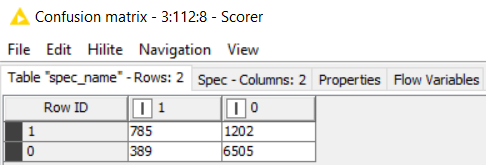 Confusion matrix - 3:112:8 - Scorer
File Edit Hilite Navigation View
Table "spec_name" - Rows: 2 Spec - Columns: 2 Properties Flow Variables
Row ID I 1 I 0
1 785 1202
0 389 6505